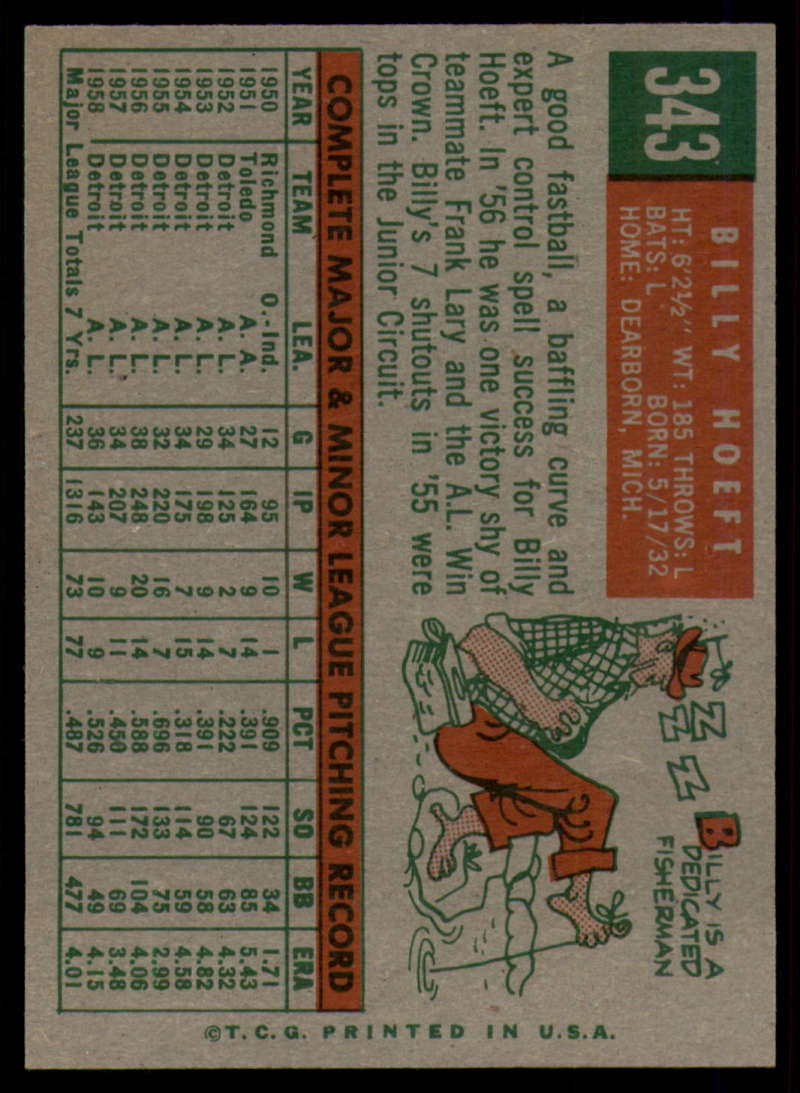 343
BILLY HOEFT
HT: 6'2½" WT: 185 THROWS: L
BATS: L BORN: 5/17/32
HOME: DEARBORN, MICH.
A good fastball, a baffling curve and
expert control spell success for Billy
Hoeft. In '56 he was one victory shy of
teammate Frank Lary and the A.L. Win
Crown. Billy's 7 shutouts in '55 were
tops in the Junior Circuit.
Z Z Z
BILLY IS A
DEDICATED
FISHERMAN
COMPLETE MAJOR & MINOR LEAGUE PITCHING RECORD
YEAR TEAM LEA. G IP W L PCT SO BB ERA
1950 Richmond O.-Ind. 12 95 10 1 .909 122 34 1.71
1951 Toledo A. A. 27 164 9 14 .391 124 85 5.43
1952 Detroit A. L. 34 125 2 7 .222 67 63 4.32
1953 Detroit A. L. 29 198 9 14 .391 90 58 4.82
1954 Detroit A. L. 34 175 7 15 .318 114 59 4.58
1955 Detroit A. L. 32 220 16 7 .696 133 75 2.99
1956 Detroit A. L. 38 248 20 14 .588 172 104 4.06
1957 Detroit A. L. 34 207 9 11 .450 111 69 3.48
1958 Detroit A. L. 36 143 10 9 .526 94 49 4.15
Major League Totals 7 Yrs. 237 1316 73 77 .487 781 477 4.01
©T.C.G. PRINTED IN U.S.A.